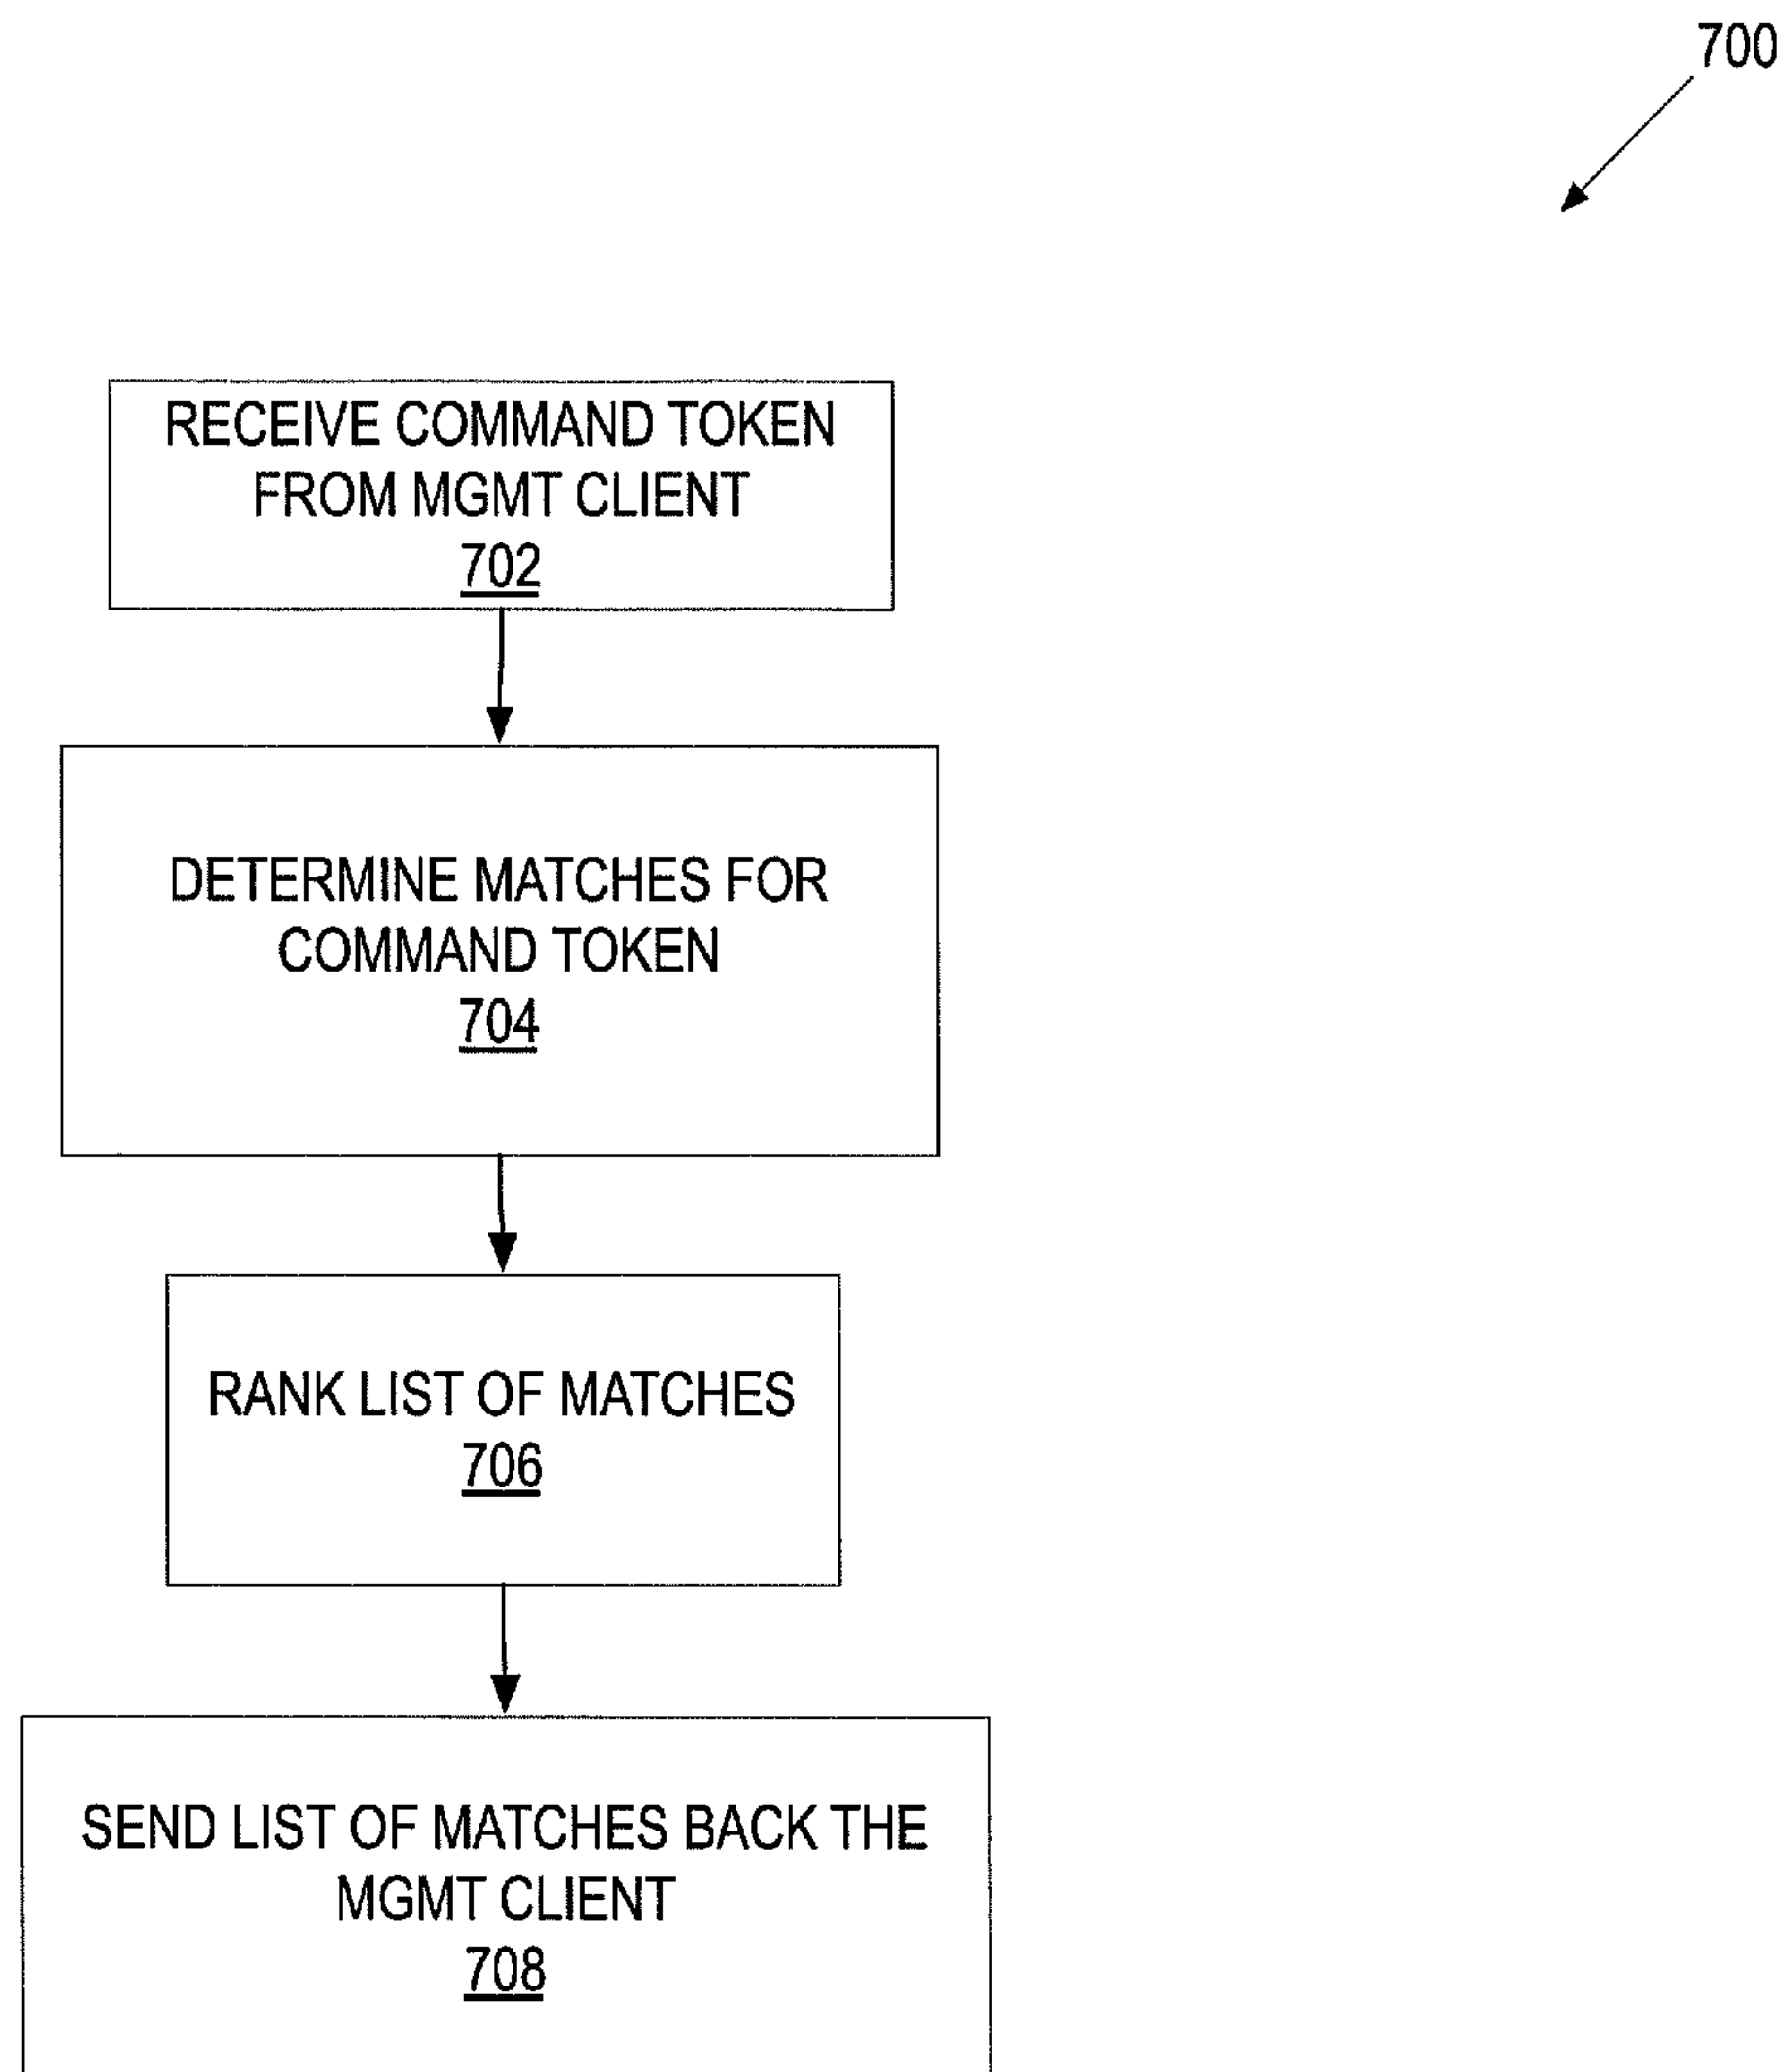 700
RECEIVE COMMAND TOKEN
FROM MGMT CLIENT
702
DETERMINE MATCHES FOR
COMMAND TOKEN
704
RANK LIST OF MATCHES
706
SEND LIST OF MATCHES BACK THE
MGMT CLIENT
708